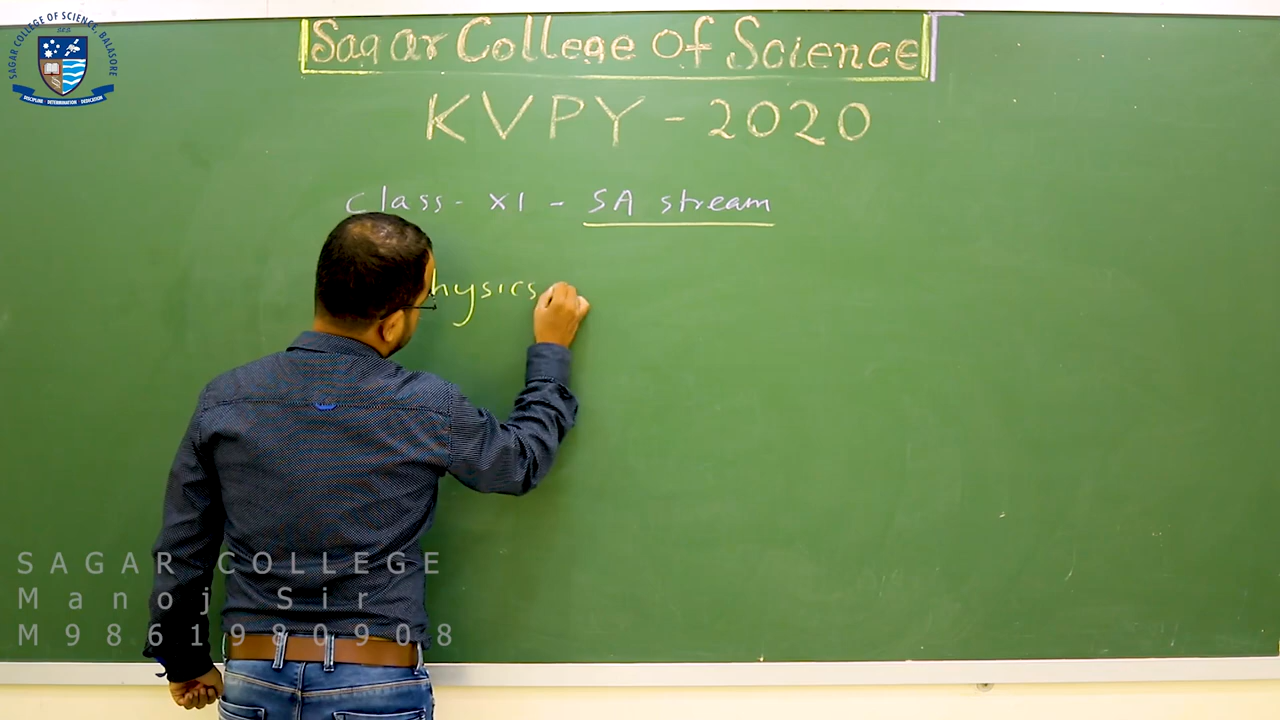 SAGAR COLLEGE OF SCIENCE, BALASORE
DISCIPLINE DETERMINATION DEDICATION
Sagar College Of Science
KVPY - 2020
Class - XI - SA stream
hysics
SAGAR COLLEGE
Manoj Sir
M9861980908